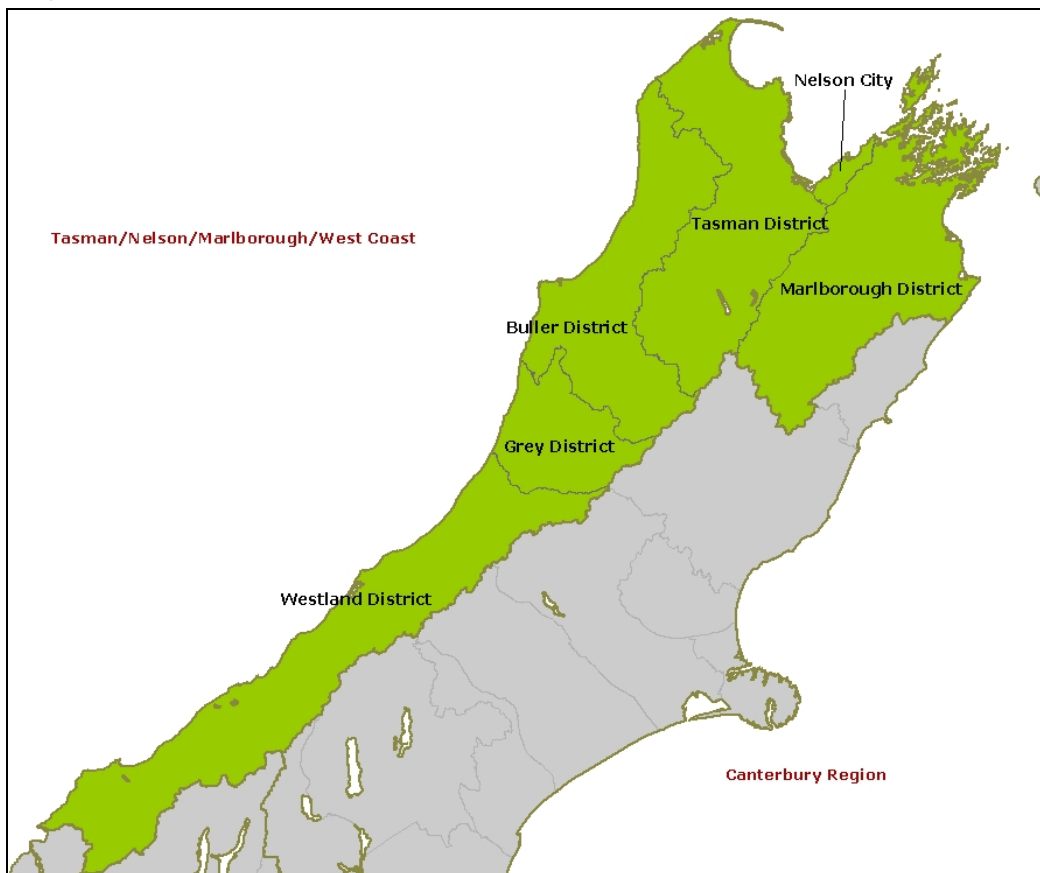 Nelson City
Tasman District
Tasman/Nelson/Marlborough/West Coast
Marlborough District
Buller District
Grey District
Westland District
Canterbury Region